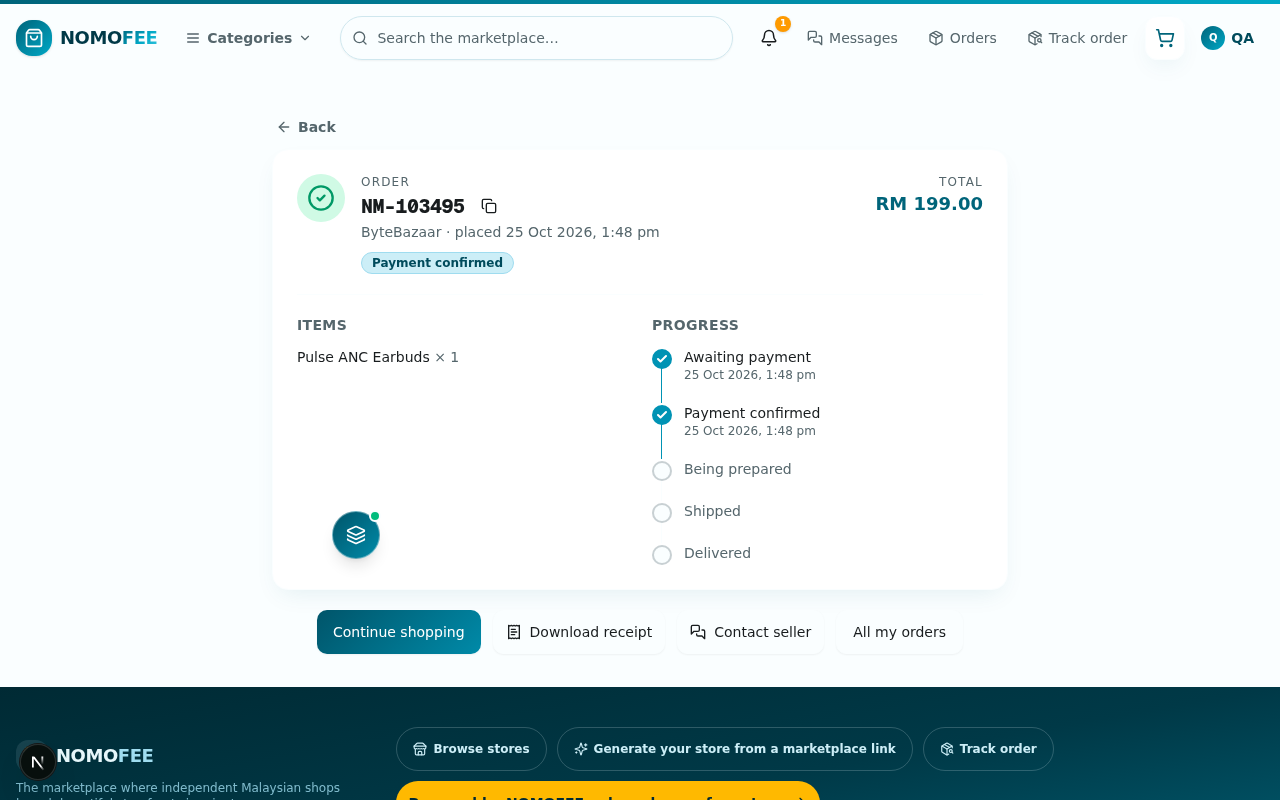 NOMOFEE
Categories
Search the marketplace...
1
Messages
Orders
Track order
Q
QA
Back
ORDER
NM-103495
ByteBazaar · placed 25 Oct 2026, 1:48 pm
Payment confirmed
TOTAL
RM 199.00
ITEMS
Pulse ANC Earbuds × 1
PROGRESS
Awaiting payment
25 Oct 2026, 1:48 pm
Payment confirmed
25 Oct 2026, 1:48 pm
Being prepared
Shipped
Delivered
Continue shopping
Download receipt
Contact seller
All my orders
N
NOMOFEE
The marketplace where independent Malaysian shops
Browse stores
Generate your store from a marketplace link
Track order